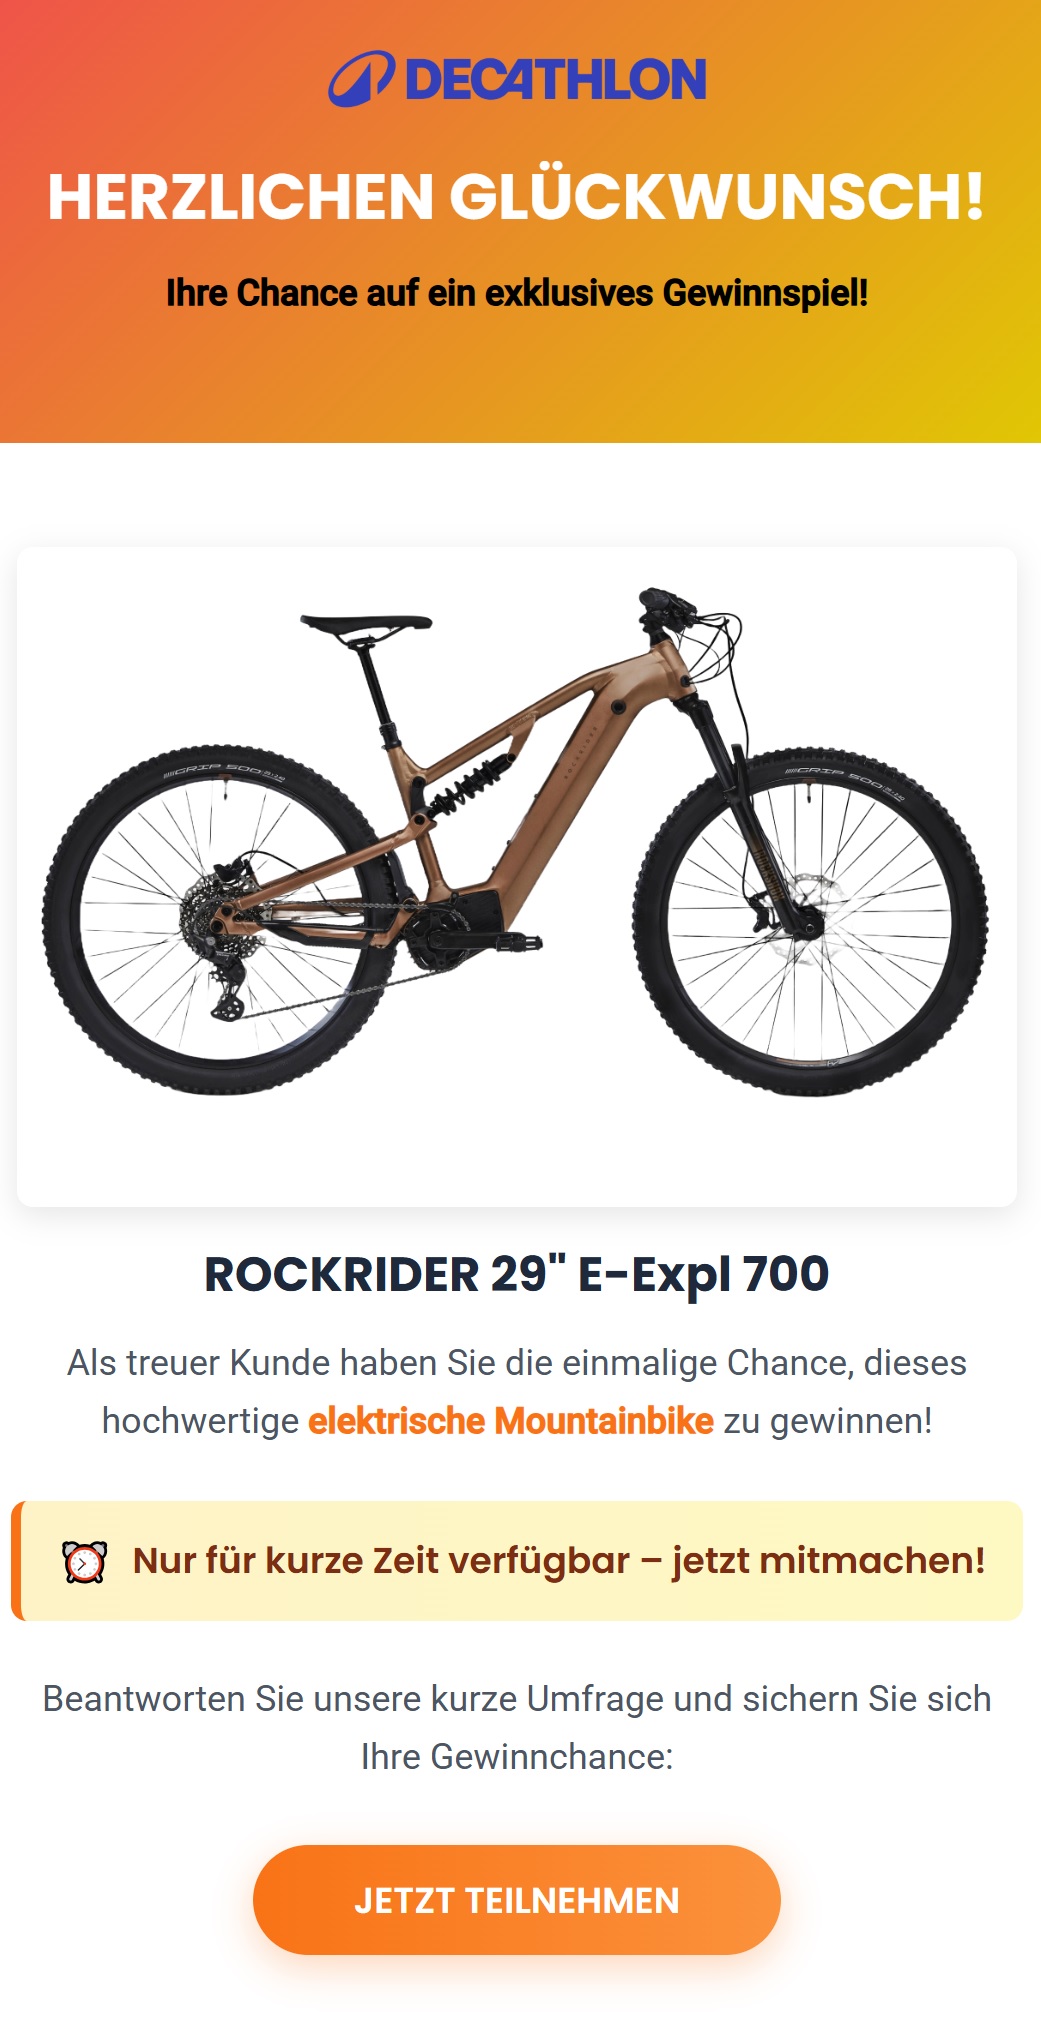 DECATHLON
HERZLICHEN GLÜCKWUNSCH!
Ihre Chance auf ein exklusives Gewinnspiel!
GRIP 500
GRIP 500
ROCKRIDER
ROCKRIDER 29" E-Expl 700
Als treuer Kunde haben Sie die einmalige Chance, dieses
hochwertige elektrische Mountainbike zu gewinnen!
Nur für kurze Zeit verfügbar – jetzt mitmachen!
Beantworten Sie unsere kurze Umfrage und sichern Sie sich
Ihre Gewinnchance:
JETZT TEILNEHMEN